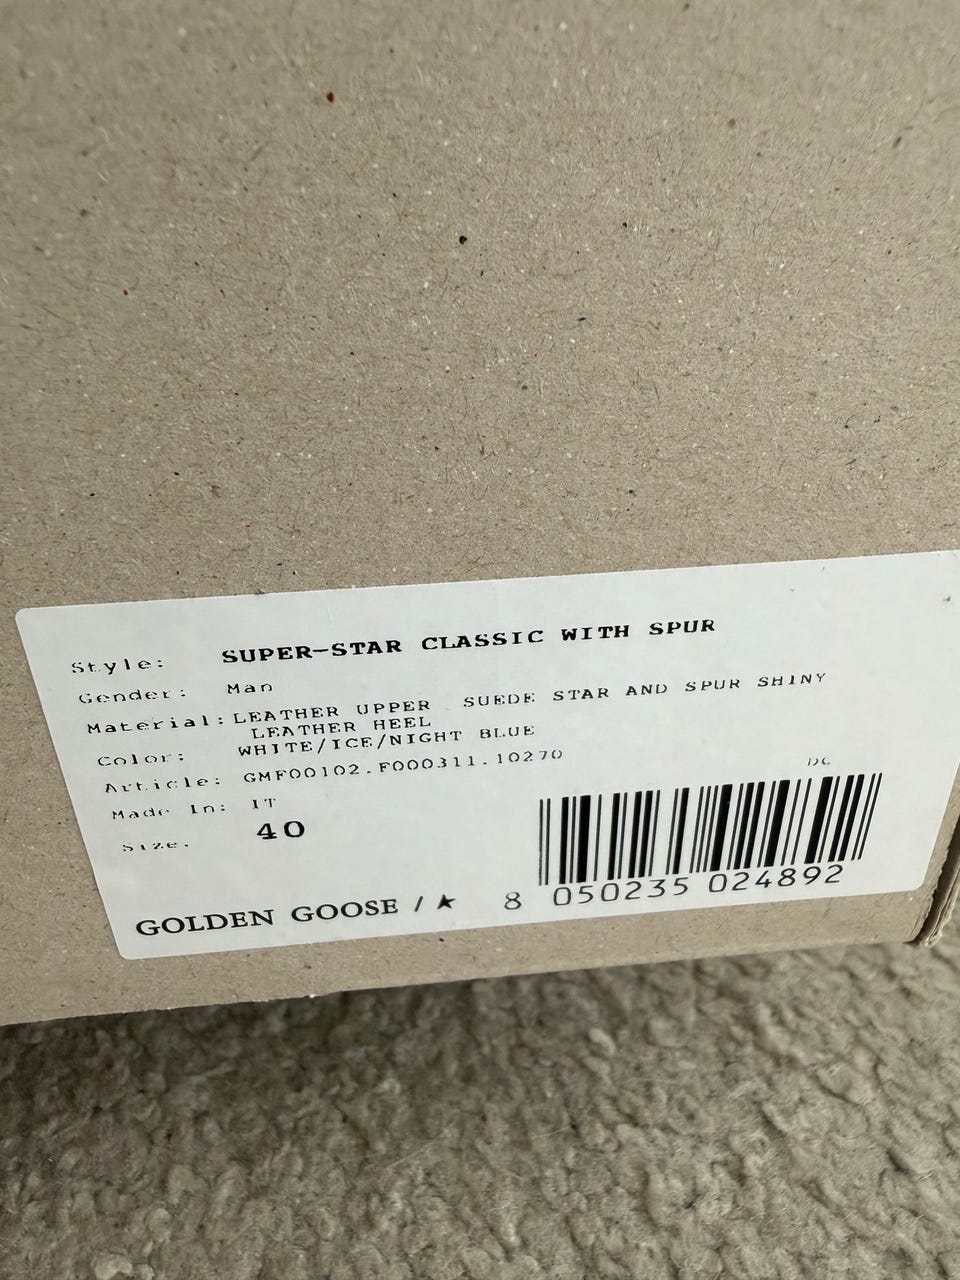 Style: SUPER-STAR CLASSIC WITH SPUR
Gender: Man
Material: LEATHER UPPER SUEDE STAR AND SPUR SHINY
LEATHER HEEL
Color: WHITE/ICE/NIGHT BLUE
Article: GMF00102.F000311.10270
Made In: IT
DC
Size: 40
GOLDEN GOOSE /
8 050235 024892